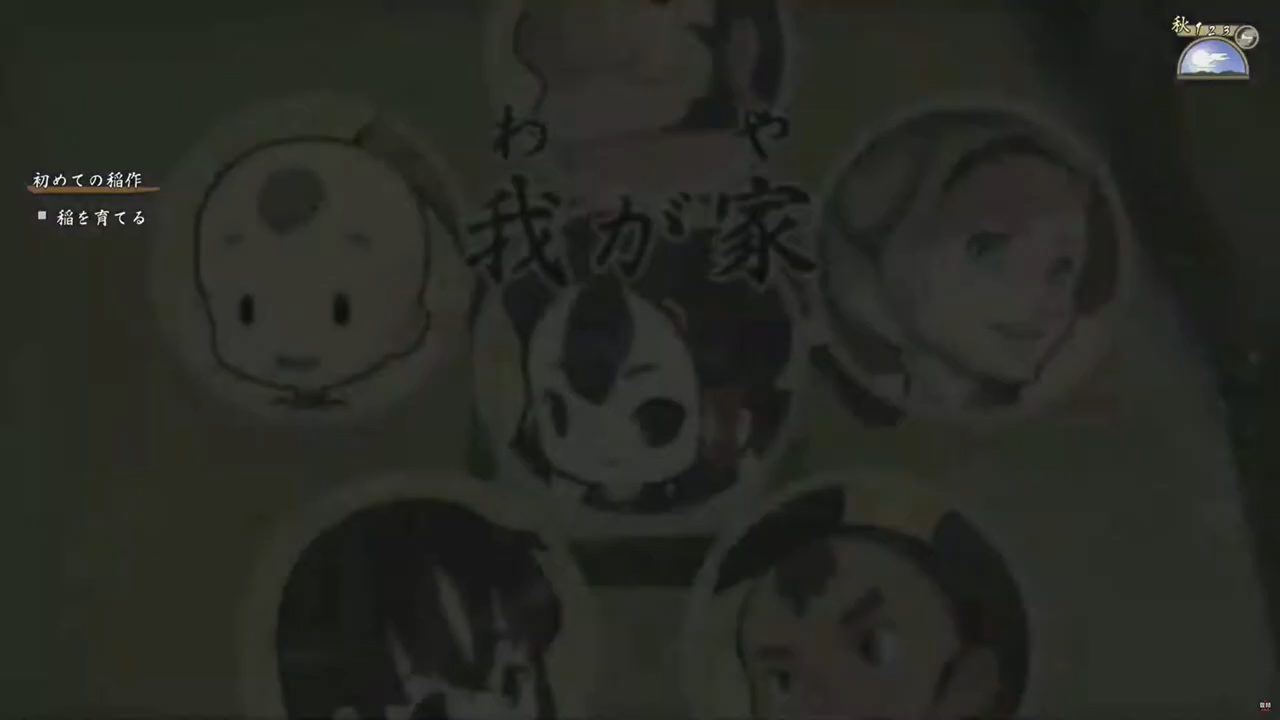 秋 1 2 3
わ や
我が家
初めての稲作
稲を育てる